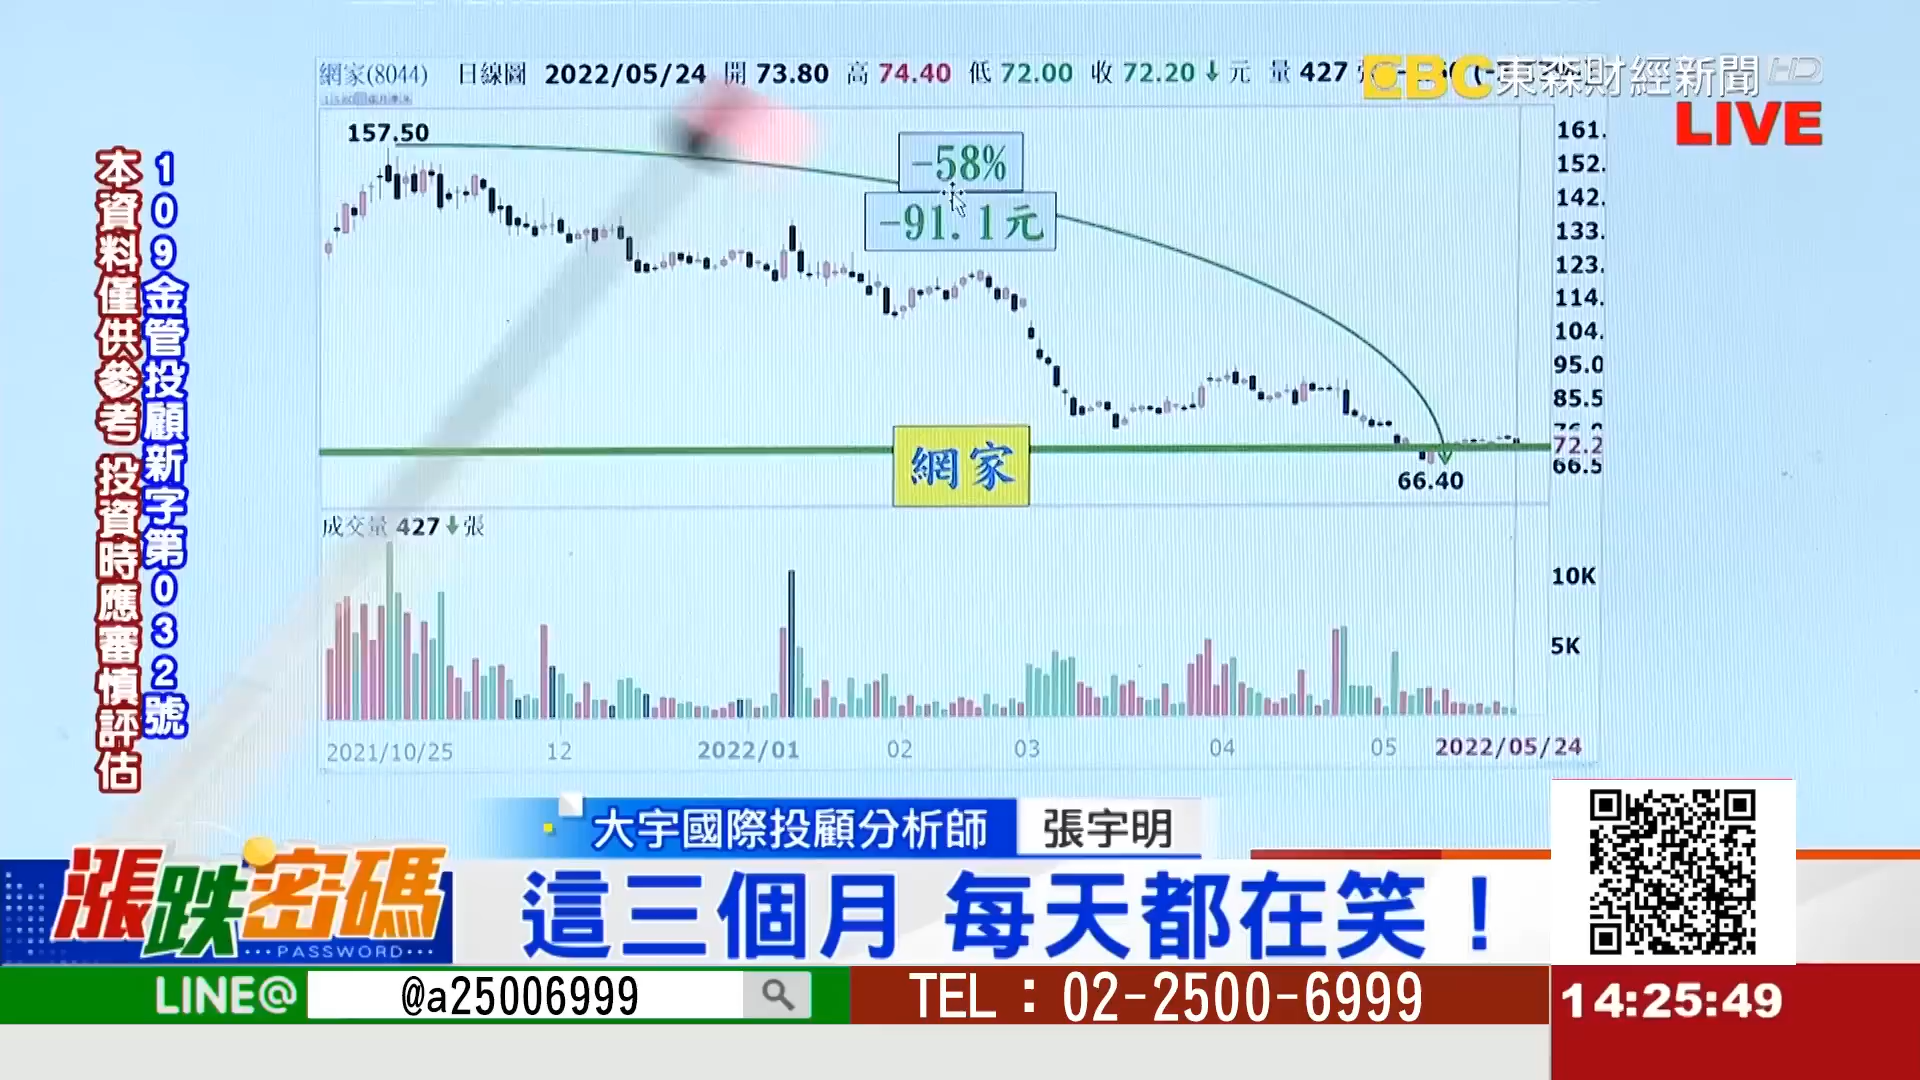 網家(8044) 日線圖 2022/05/24 開 73.80 高 74.40 低 72.00 收 72.20↓元 量 427
EBC東森財經新聞HD
LIVE
157.50
-58%
-91.1元
網家
66.40
161.
152.
142.
133.
123.
114.
104.
95.0
85.5
72.2
66.5
成交量 427↓張
10K
5K
2021/10/25 12 2022/01 02 03 04 05 2022/05/24
109金管投顧新字第032號
本資料僅供參考 投資時應審慎評估
大宇國際投顧分析師 張宇明
漲跌密碼
PASSWORD
這三個月 每天都在笑！
LINE@ @a25006999 TEL：02-2500-6999 14:25:49